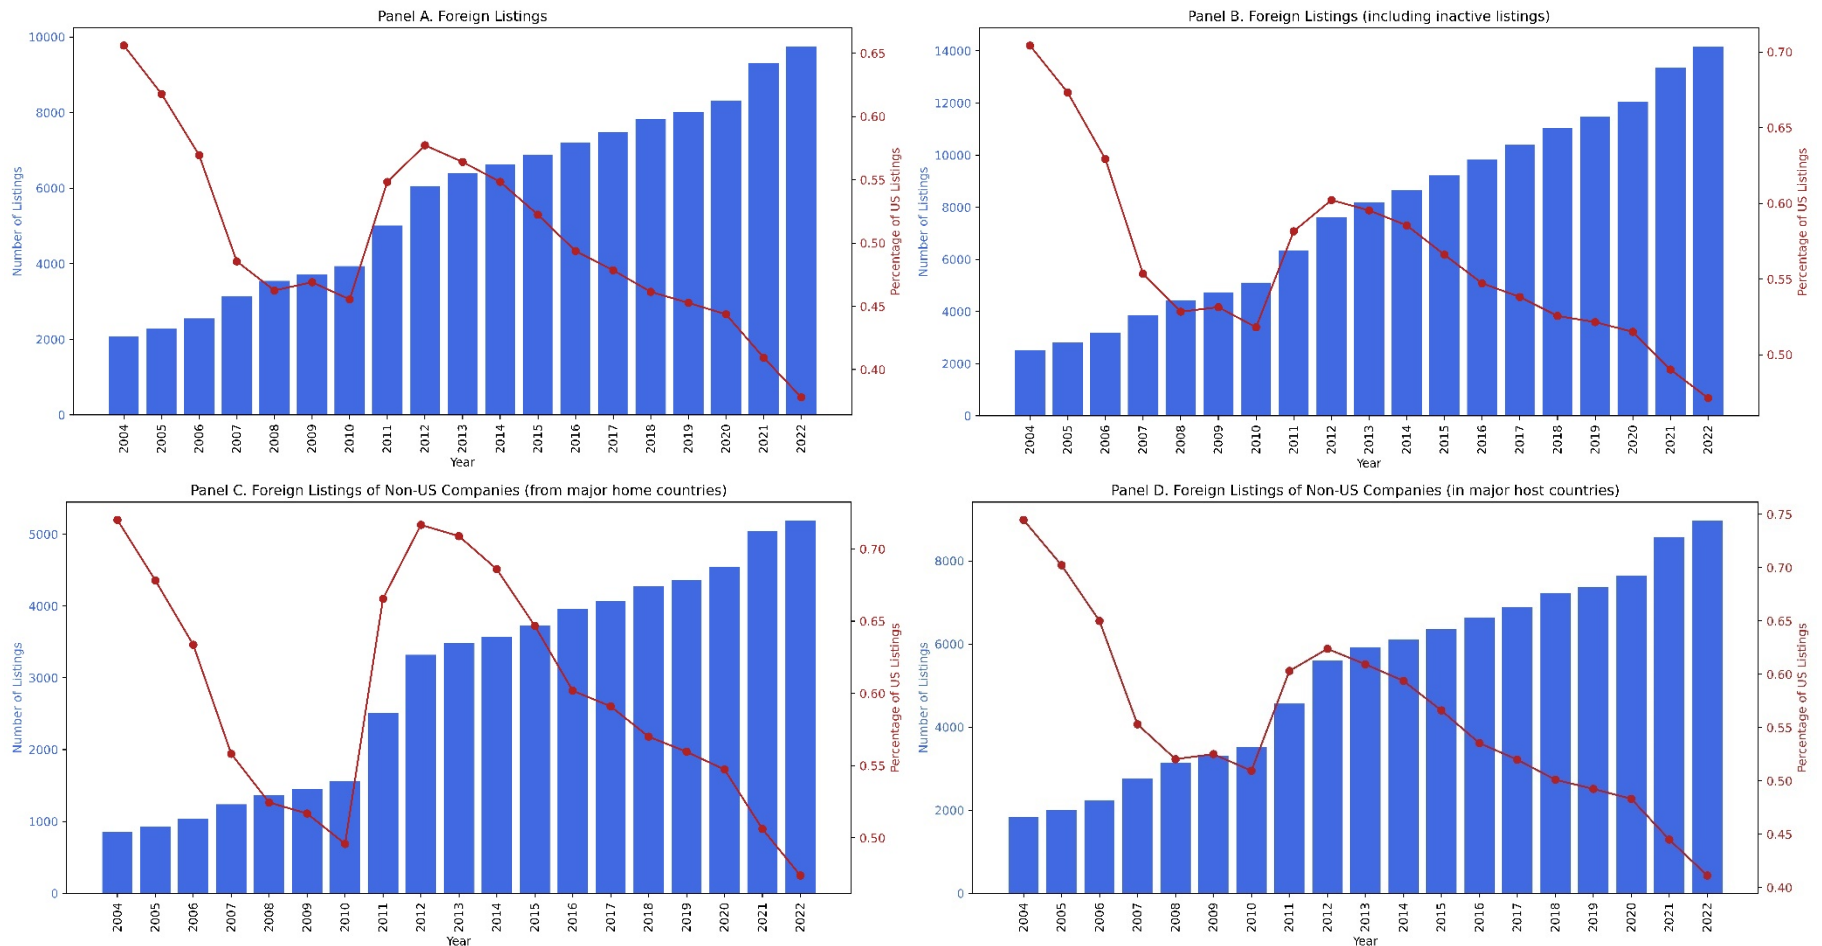 Panel A. Foreign Listings
Number of Listings
10000
8000
6000
4000
2000
0
0.65
0.60
0.55
0.50
0.45
0.40
Percentage of US Listings
2004 2005 2006 2007 2008 2009 2010 2011 2012 2013 2014 2015 2016 2017 2018 2019 2020 2021 2022
Year
Panel B. Foreign Listings (including inactive listings)
Number of Listings
14000
12000
10000
8000
6000
4000
2000
0
0.70
0.65
0.60
0.55
0.50
Percentage of US Listings
2004 2005 2006 2007 2008 2009 2010 2011 2012 2013 2014 2015 2016 2017 2018 2019 2020 2021 2022
Year
Panel C. Foreign Listings of Non-US Companies (from major home countries)
Number of Listings
5000
4000
3000
2000
1000
0
0.70
0.65
0.60
0.55
0.50
Percentage of US Listings
2004 2005 2006 2007 2008 2009 2010 2011 2012 2013 2014 2015 2016 2017 2018 2019 2020 2021 2022
Year
Panel D. Foreign Listings of Non-US Companies (in major host countries)
Number of Listings
8000
6000
4000
2000
0
0.75
0.70
0.65
0.60
0.55
0.50
0.45
0.40
Percentage of US Listings
2004 2005 2006 2007 2008 2009 2010 2011 2012 2013 2014 2015 2016 2017 2018 2019 2020 2021 2022
Year